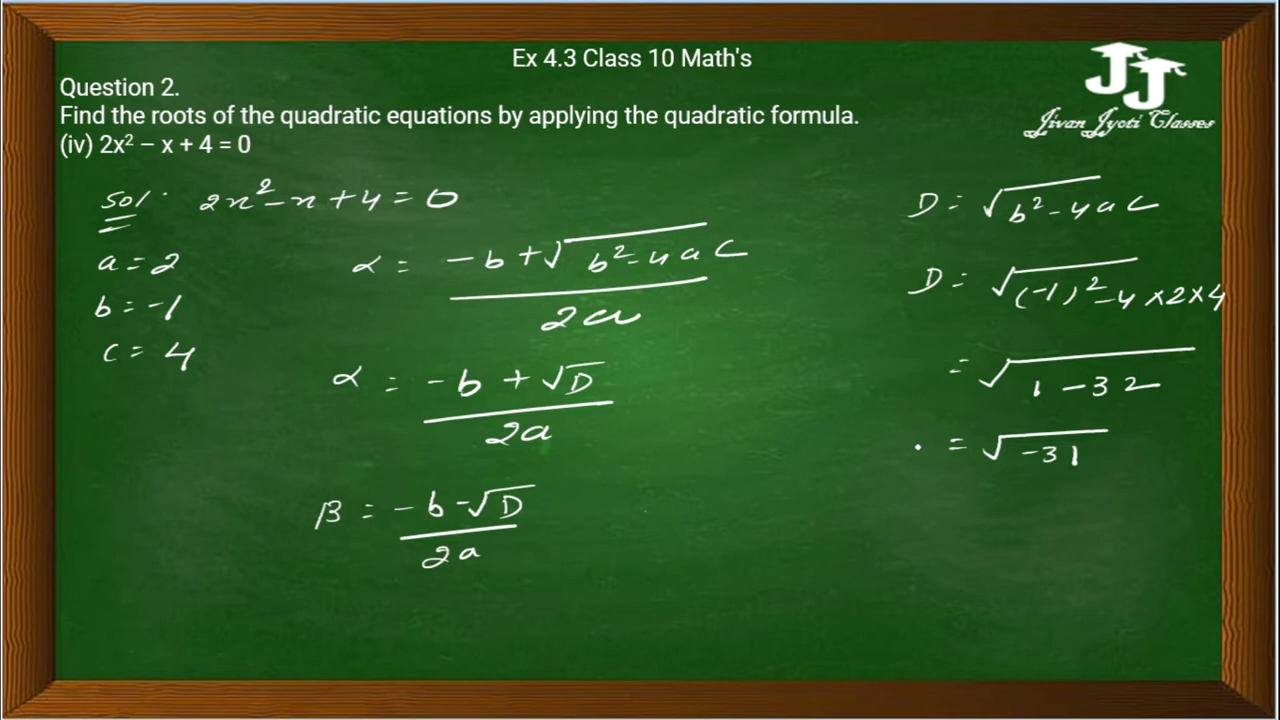 Ex 4.3 Class 10 Math's
JJ
Jivan Jyoti Classes
Question 2.
Find the roots of the quadratic equations by applying the quadratic formula.
(iv) 2x² – x + 4 = 0
Sol. 2x² - x + 4 = 0
a = 2
b = -1
c = 4
α = (-b + √(b² - 4ac)) / 2a
α = (-b + √D) / 2a
β = (-b - √D) / 2a
D = √(b² - 4ac)
D = √((-1)² - 4×2×4)
= √(1 - 32)
= √(-31)